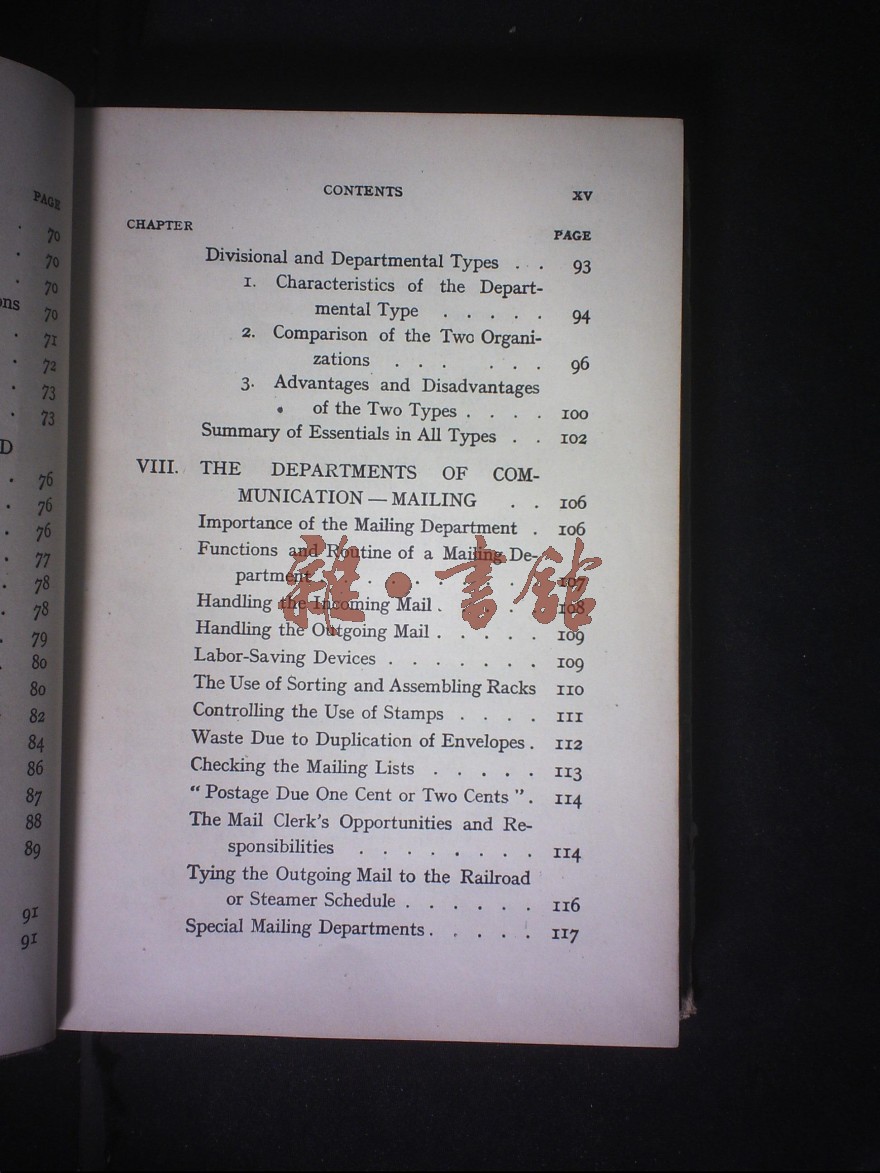 PAGE
70
70
70
ons 70
71
72
73
73
D
76
76
76
77
78
78
79
80
80
82
84
86
87
88
89
91
91
CONTENTS XV
CHAPTER PAGE
Divisional and Departmental Types . . 93
1. Characteristics of the Depart-
mental Type . . . . . 94
2. Comparison of the Two Organi-
zations . . . . . . 96
3. Advantages and Disadvantages
of the Two Types . . . . 100
Summary of Essentials in All Types . . 102
VIII. THE DEPARTMENTS OF COM-
MUNICATION — MAILING . . 106
Importance of the Mailing Department . 106
Functions and Routine of a Mailing De-
partment . . . . . . . . 107
Handling the Incoming Mail . . . . . 108
Handling the Outgoing Mail . . . . . 109
Labor-Saving Devices . . . . . . . 109
The Use of Sorting and Assembling Racks 110
Controlling the Use of Stamps . . . . 111
Waste Due to Duplication of Envelopes . 112
Checking the Mailing Lists . . . . . 113
“ Postage Due One Cent or Two Cents ” . 114
The Mail Clerk’s Opportunities and Re-
sponsibilities . . . . . . . . 114
Tying the Outgoing Mail to the Railroad
or Steamer Schedule . . . . . . 116
Special Mailing Departments . . . . . 117
雜·書館